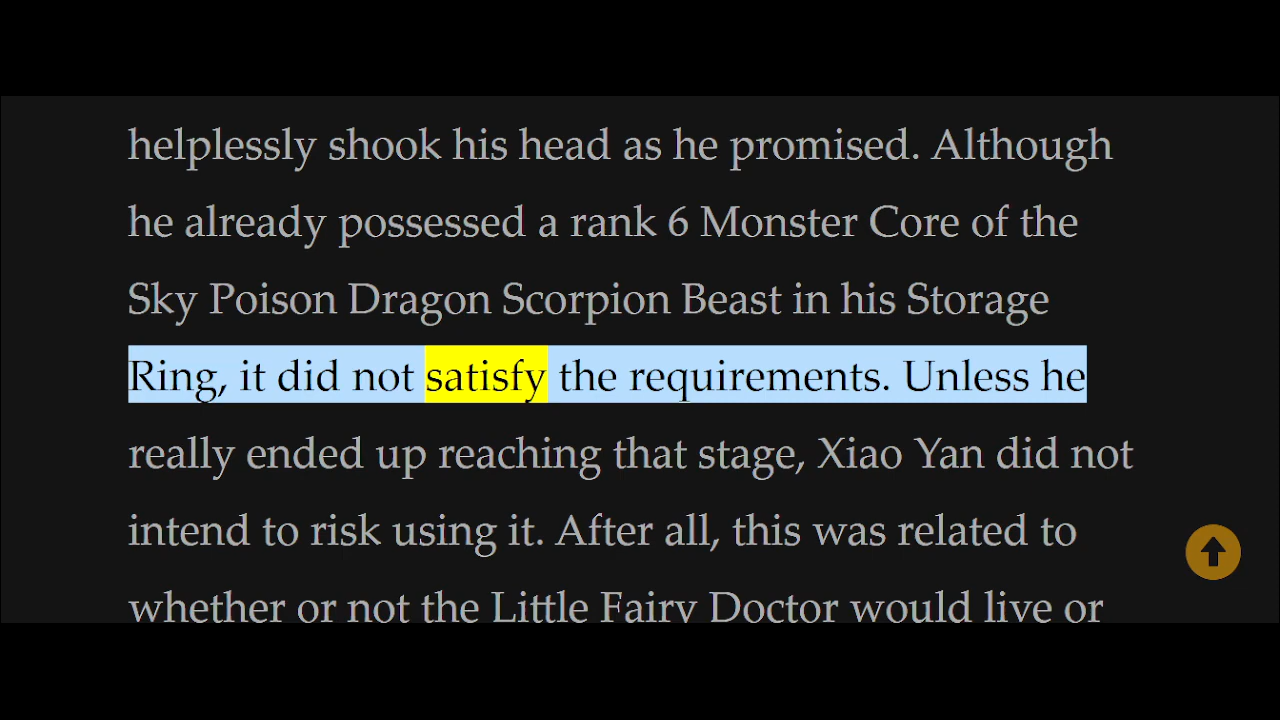 helplessly shook his head as he promised. Although
he already possessed a rank 6 Monster Core of the
Sky Poison Dragon Scorpion Beast in his Storage
Ring, it did not satisfy the requirements. Unless he
really ended up reaching that stage, Xiao Yan did not
intend to risk using it. After all, this was related to
whether or not the Little Fairy Doctor would live or